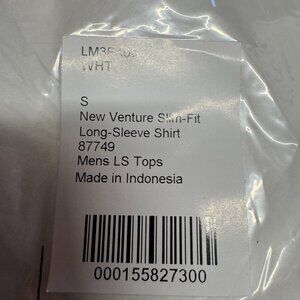 WHT
S
New Venture Slim-Fit
Long-Sleeve Shirt
87749
Mens LS Tops
Made in Indonesia
000155827300